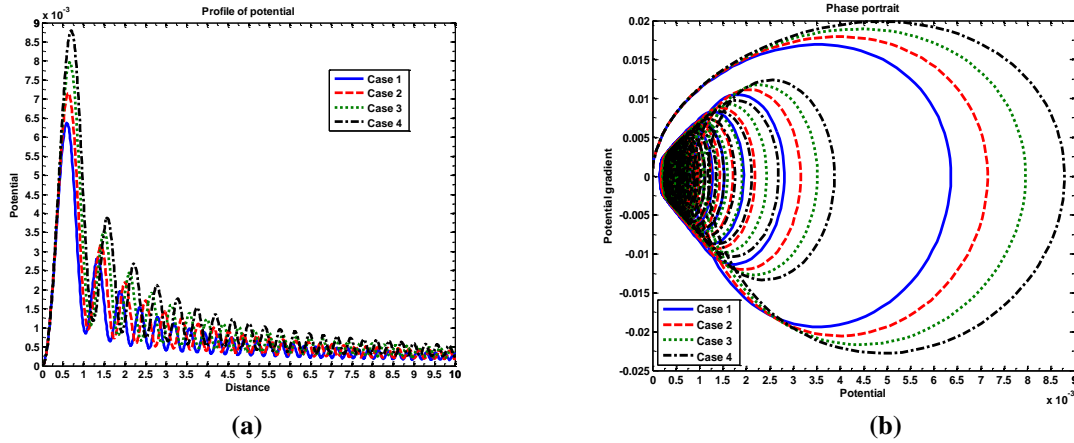 Profile of potential
x 10⁻³
9
8.5
8
7.5
7
6.5
6
5.5
5
4.5
4
3.5
3
2.5
2
1.5
1
0.5
0
Potential
Case 1
Case 2
Case 3
Case 4
0 0.5 1 1.5 2 2.5 3 3.5 4 4.5 5 5.5 6 6.5 7 7.5 8 8.5 9 9.5 10
Distance
(a)
Phase portrait
0.02
0.015
0.01
0.005
0
-0.005
-0.01
-0.015
-0.02
-0.025
Potential gradient
Case 1
Case 2
Case 3
Case 4
0 0.5 1 1.5 2 2.5 3 3.5 4 4.5 5 5.5 6 6.5 7 7.5 8 8.5 9
Potential
x 10⁻³
(b)